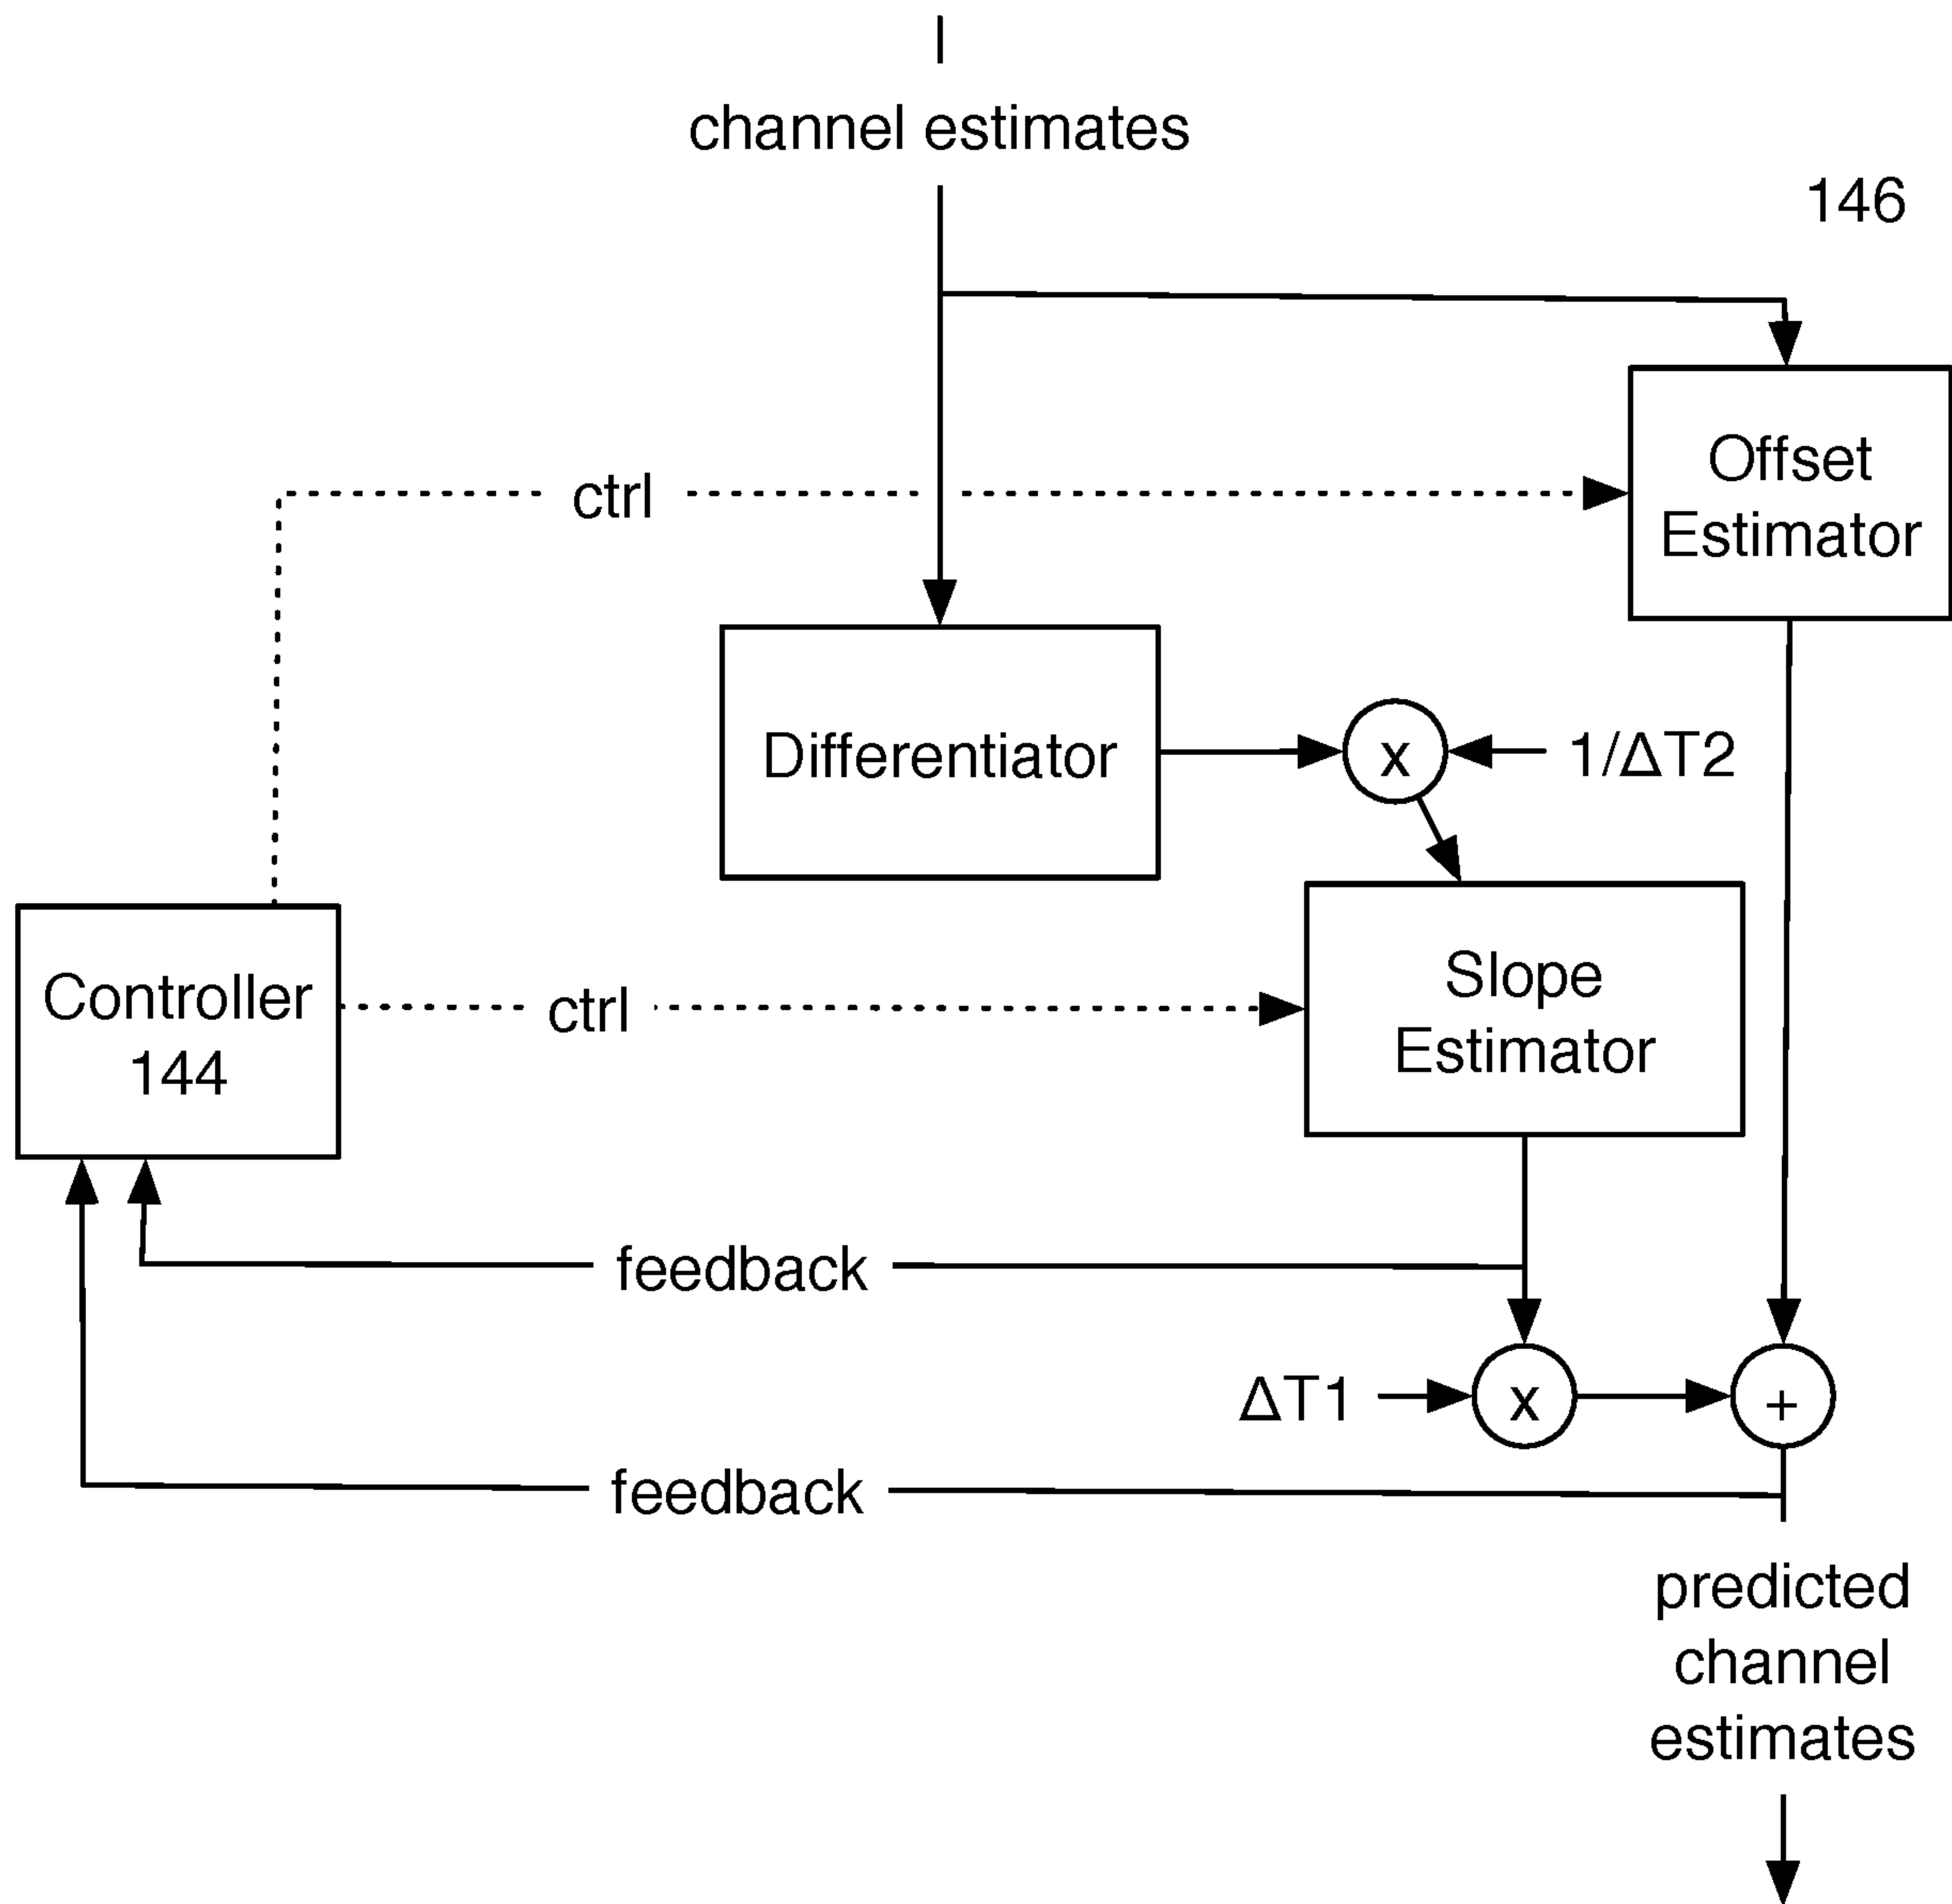 channel estimates
146
Offset
Estimator
ctrl
Differentiator
x
1/ΔT2
Slope
Estimator
Controller
144
ctrl
feedback
ΔT1
x
+
feedback
predicted
channel
estimates